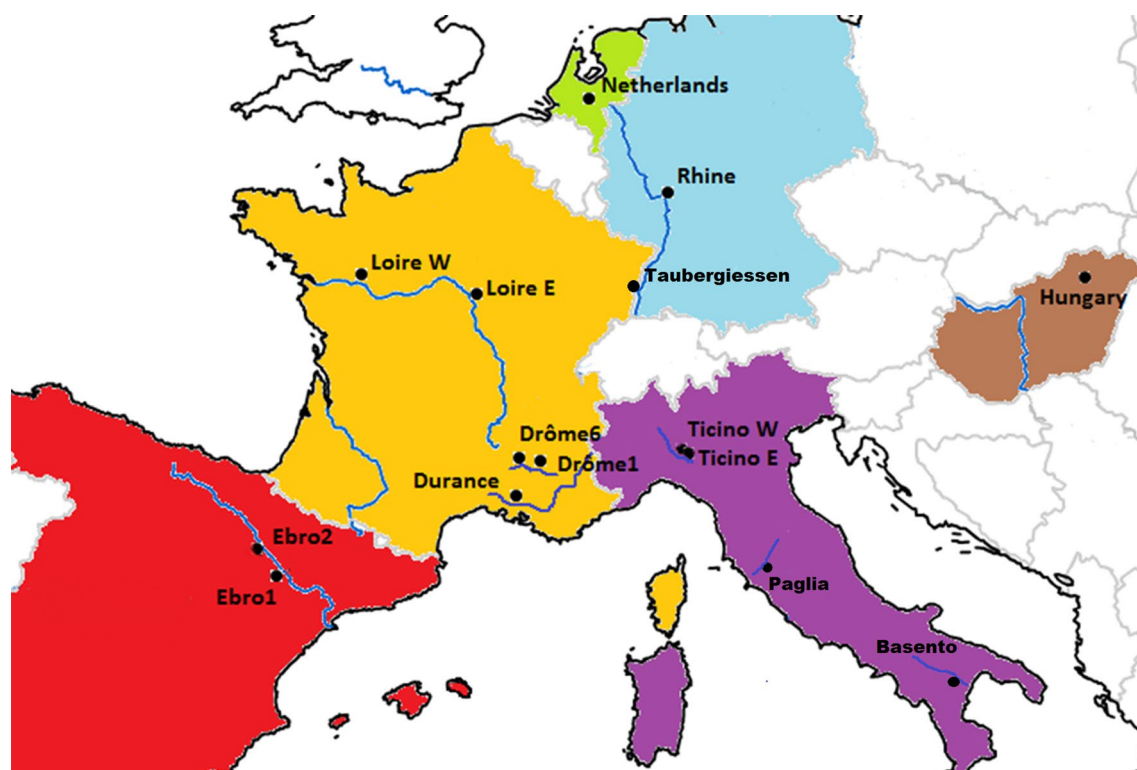 Netherlands
Rhine
Loire W
Taubergiessen
Loire E
Hungary
Drôme6
Ticino W
Drôme1
Ticino E
Durance
Ebro2
Paglia
Ebro1
Basento